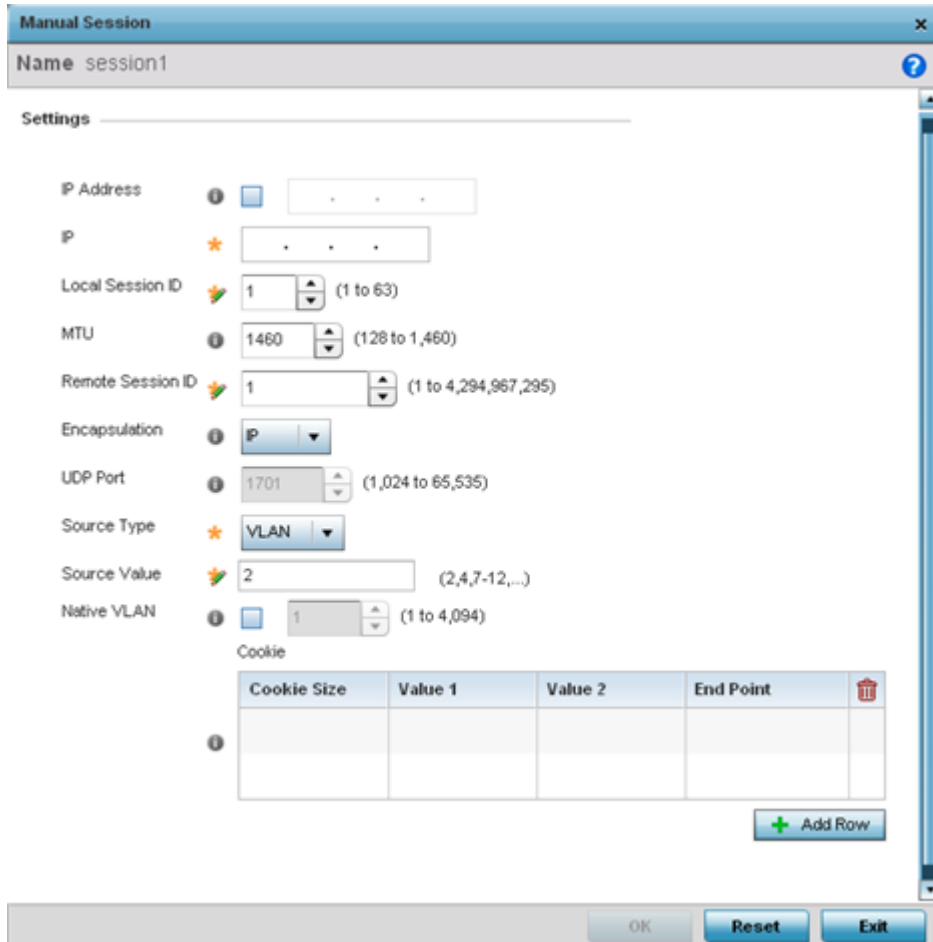 Manual Session
Name session1
Settings
IP Address . . .
IP . . .
Local Session ID 1 (1 to 63)
MTU 1460 (128 to 1,460)
Remote Session ID 1 (1 to 4,294,967,295)
Encapsulation IP
UDP Port 1701 (1,024 to 65,535)
Source Type VLAN
Source Value 2 (2,4,7-12,...)
Native VLAN 1 (1 to 4,094)
Cookie
Cookie Size Value 1 Value 2 End Point
Add Row
OK Reset Exit